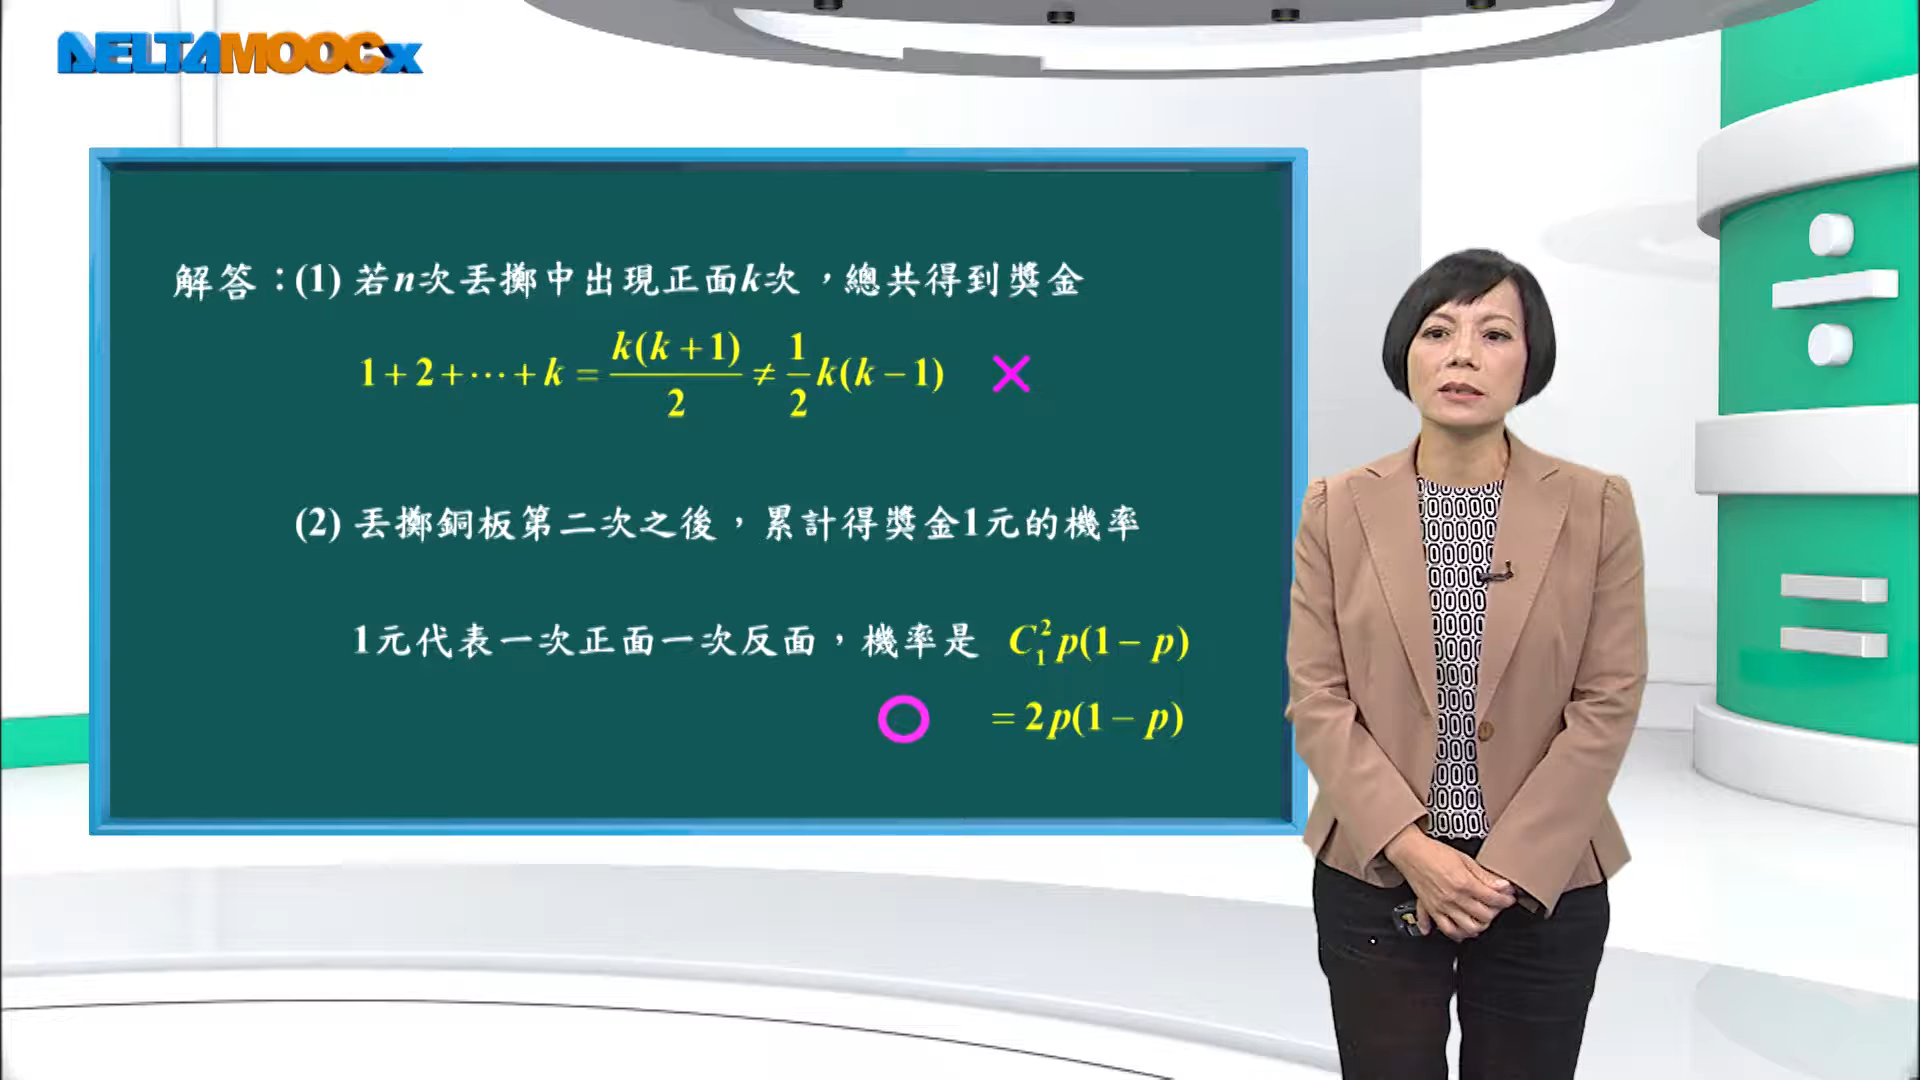 DELTAMOOCx
解答：(1) 若n次丟擲中出現正面k次，總共得到獎金
1+2+⋯+k = k(k+1)/2 ≠ 1/2 k(k−1) ×
(2) 丟擲銅板第二次之後，累計得獎金1元的機率
1元代表一次正面一次反面，機率是 C₁² p(1−p)
○ = 2p(1−p)